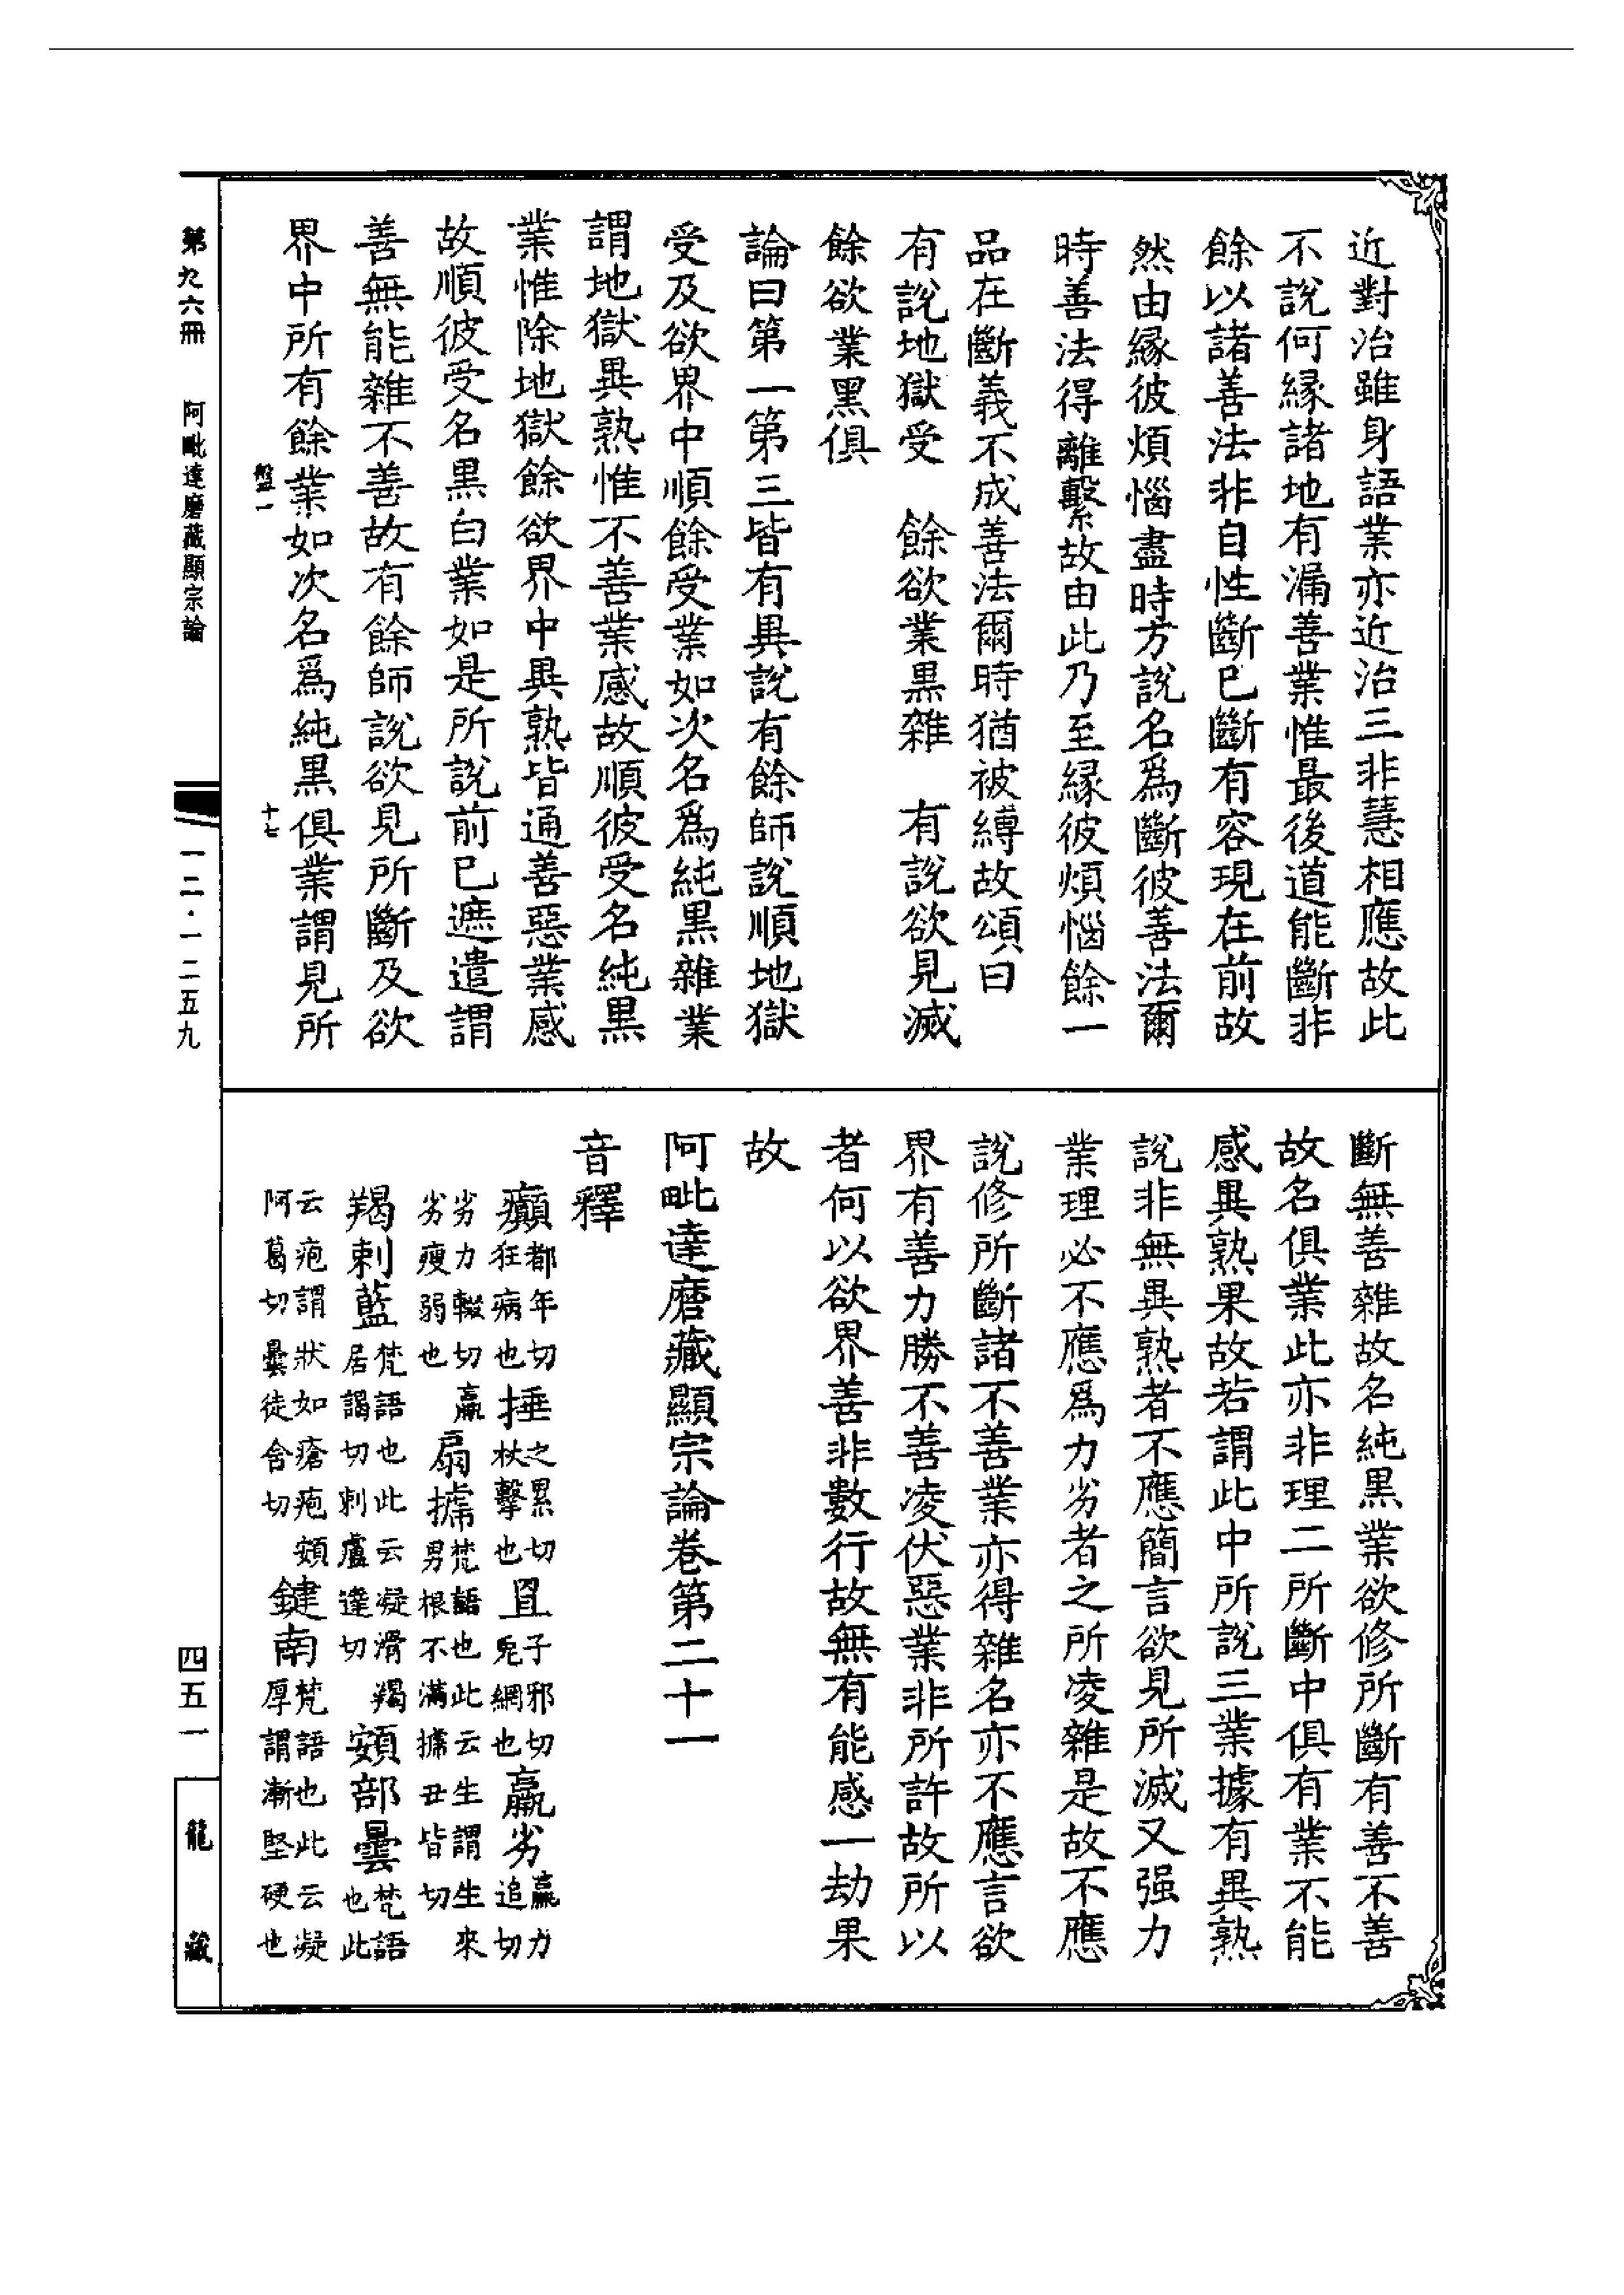 近對治雖身語業亦近治三非慧相應故此
不說何緣諸地有漏善業惟最後道能斷非
餘以諸善法非自性斷已斷有容現在前故
然由緣彼煩惱盡時方說名爲斷彼善法爾
時善法得離繫故由此乃至緣彼煩惱餘一
品在斷義不成善法爾時猶被縛故頌曰
有說地獄受　餘欲業黑雜　有說欲見滅
餘欲業黑俱
論曰第一第三皆有異說有餘師說順地獄
受及欲界中順餘受業如次名爲純黑雜業
謂地獄異熟惟不善業感故順彼受名純黑
業惟除地獄餘欲界中異熟皆通善惡業感
故順彼受名黑白業如是所說前已遮遣謂
善無能雜不善故有餘師說欲見所斷及欲
界中所有餘業如次名爲純黑俱業謂見所
盤一　十七
斷無善雜故名純黑業欲修所斷有善不善
故名俱業此亦非理二所斷中俱有業不能
感異熟果故若謂此中所說三業據有異熟
說非無異熟者不應簡言欲見所滅又强力
業理必不應爲力劣者之所凌雜是故不應
說修所斷諸不善業亦得雜名亦不應言欲
界有善力勝不善凌伏惡業非所許故所以
者何以欲界善非數行故無有能感一劫果
故
阿毗達磨藏顯宗論卷第二十一
音釋
癲都年切狂病也捶之累切杖擊也罝子邪切兎網也羸劣羸力追切
劣力輟切羸劣瘦弱也扇搋梵語也此云生謂生來男根不滿搋丑皆切
羯剌藍梵語也此云凝滑羯居謁切剌盧達切頞部曇梵語也此
云疱謂狀如瘡疱頞阿葛切曇徒含切鍵南梵語也此云凝厚謂漸堅硬也
第九六冊　阿毗達磨藏顯宗論
一二·一二五九
四五一
龍藏